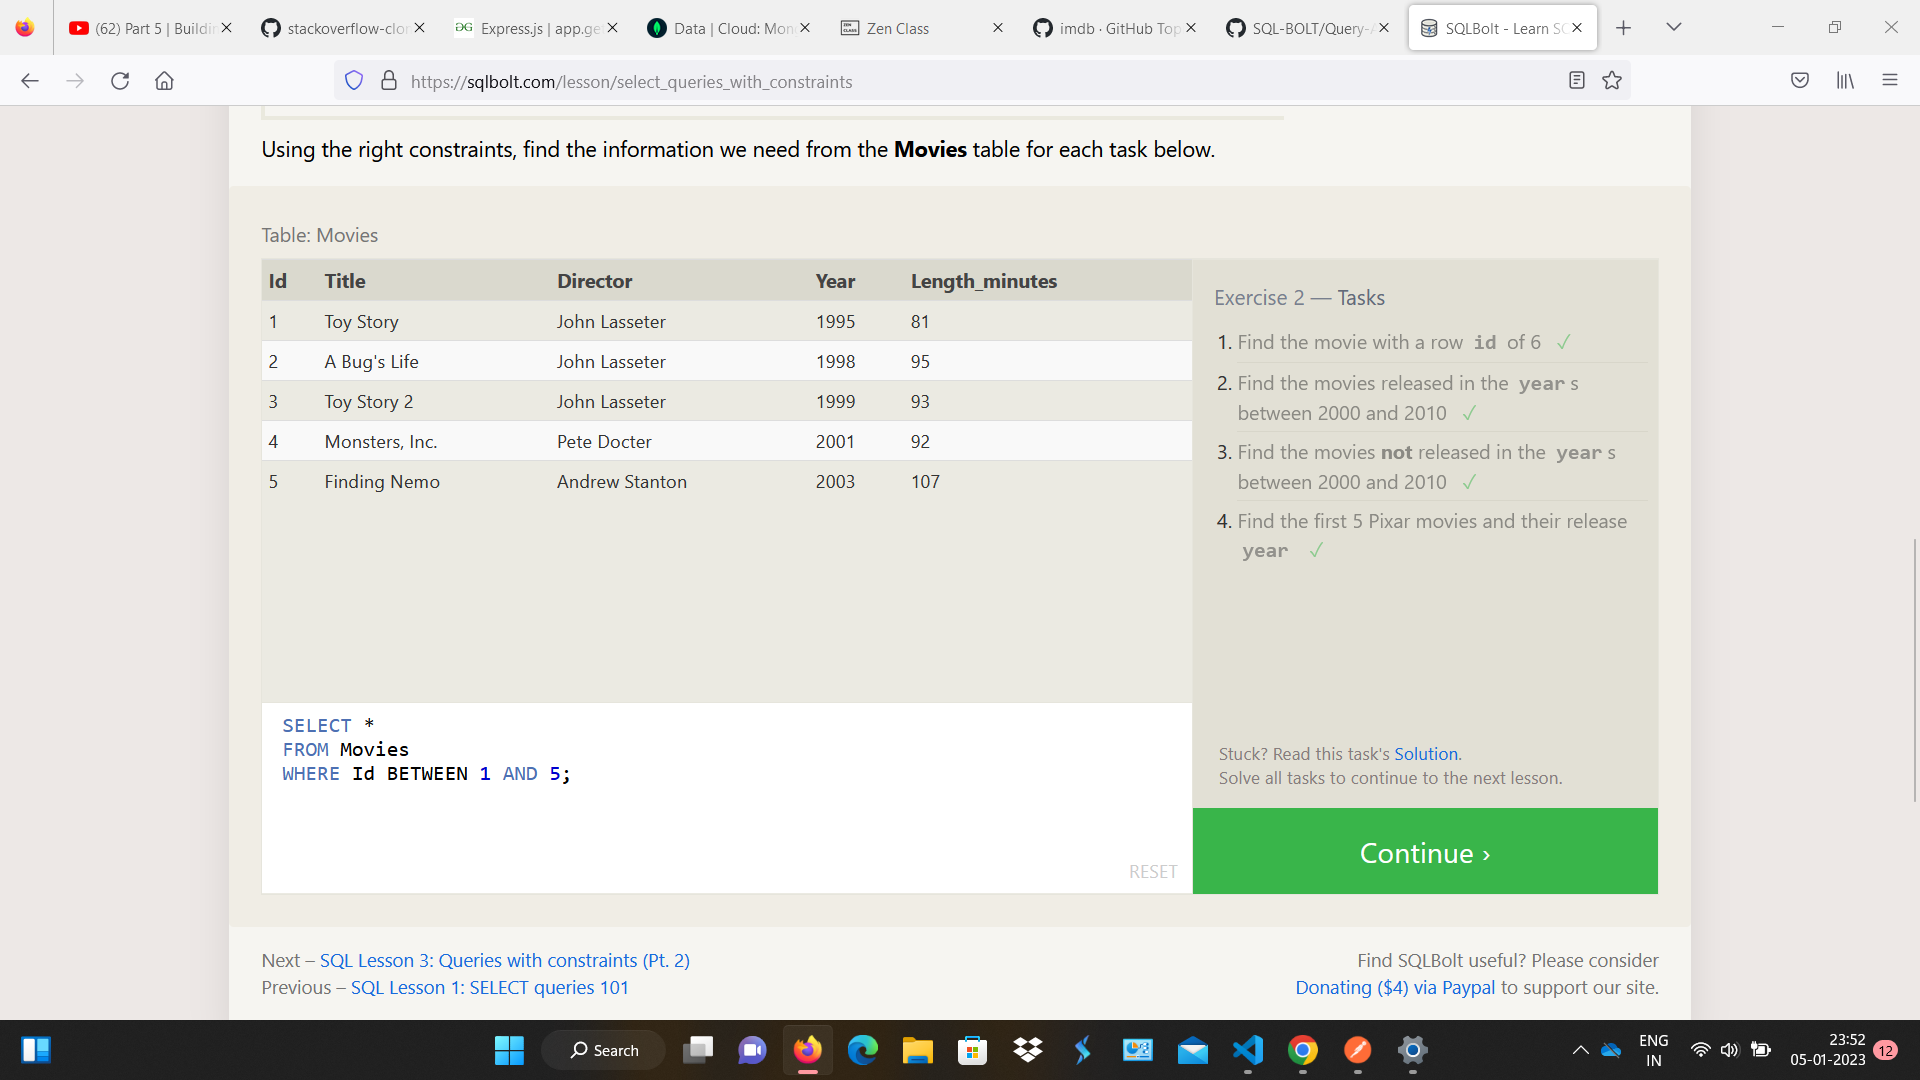 (62) Part 5 | Buildin
stackoverflow-clon
Express.js | app.ge
Data | Cloud: Mon
Zen Class
imdb · GitHub Top
SQL-BOLT/Query-A
SQLBolt - Learn SQ
https://sqlbolt.com/lesson/select_queries_with_constraints
Using the right constraints, find the information we need from the Movies table for each task below.
Table: Movies
Id Title Director Year Length_minutes
1 Toy Story John Lasseter 1995 81
2 A Bug's Life John Lasseter 1998 95
3 Toy Story 2 John Lasseter 1999 93
4 Monsters, Inc. Pete Docter 2001 92
5 Finding Nemo Andrew Stanton 2003 107
SELECT *
FROM Movies
WHERE Id BETWEEN 1 AND 5;
RESET
Exercise 2 — Tasks
1. Find the movie with a row id of 6 ✓
2. Find the movies released in the year s
between 2000 and 2010 ✓
3. Find the movies not released in the year s
between 2000 and 2010 ✓
4. Find the first 5 Pixar movies and their release
year ✓
Stuck? Read this task's Solution.
Solve all tasks to continue to the next lesson.
Continue ›
Next – SQL Lesson 3: Queries with constraints (Pt. 2)
Previous – SQL Lesson 1: SELECT queries 101
Find SQLBolt useful? Please consider
Donating ($4) via Paypal to support our site.
Search
ENG
IN
23:52
05-01-2023
12